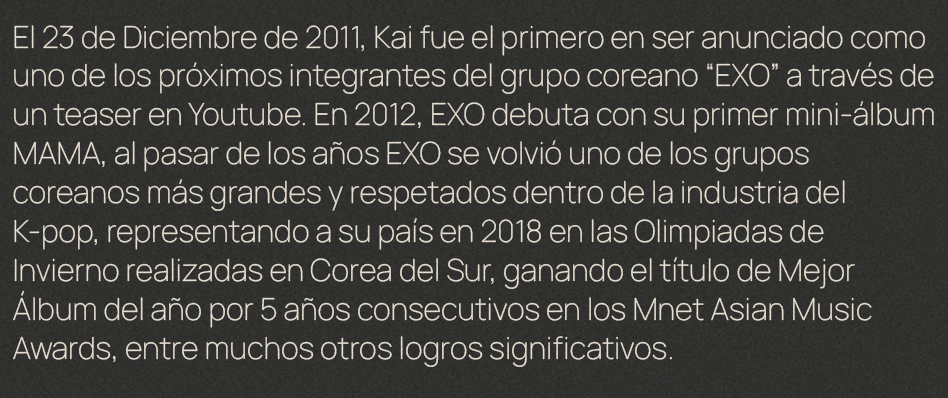 El 23 de Diciembre de 2011, Kai fue el primero en ser anunciado como
uno de los próximos integrantes del grupo coreano “EXO” a través de
un teaser en Youtube. En 2012, EXO debuta con su primer mini-álbum
MAMA, al pasar de los años EXO se volvió uno de los grupos
coreanos más grandes y respetados dentro de la industria del
K-pop, representando a su país en 2018 en las Olimpiadas de
Invierno realizadas en Corea del Sur, ganando el título de Mejor
Álbum del año por 5 años consecutivos en los Mnet Asian Music
Awards, entre muchos otros logros significativos.